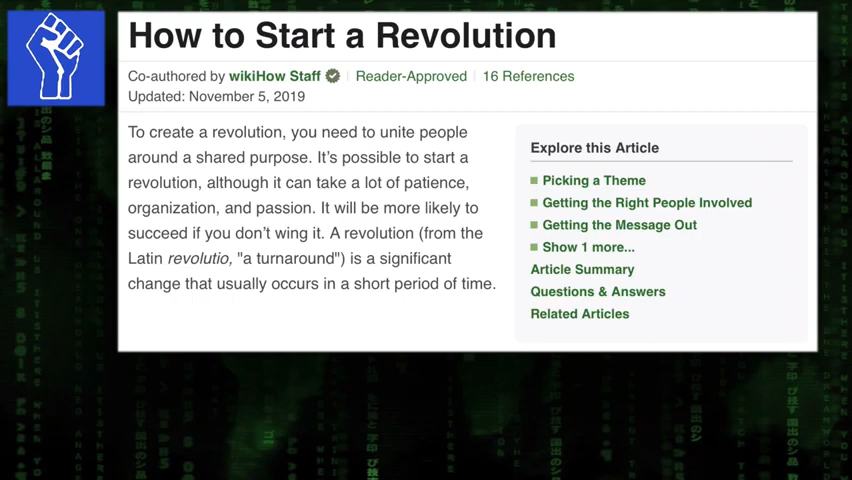 How to Start a Revolution
Co-authored by wikiHow Staff | Reader-Approved | 16 References
Updated: November 5, 2019
To create a revolution, you need to unite people
around a shared purpose. It’s possible to start a
revolution, although it can take a lot of patience,
organization, and passion. It will be more likely to
succeed if you don’t wing it. A revolution (from the
Latin revolutio, "a turnaround") is a significant
change that usually occurs in a short period of time.
Explore this Article
Picking a Theme
Getting the Right People Involved
Getting the Message Out
Show 1 more...
Article Summary
Questions & Answers
Related Articles